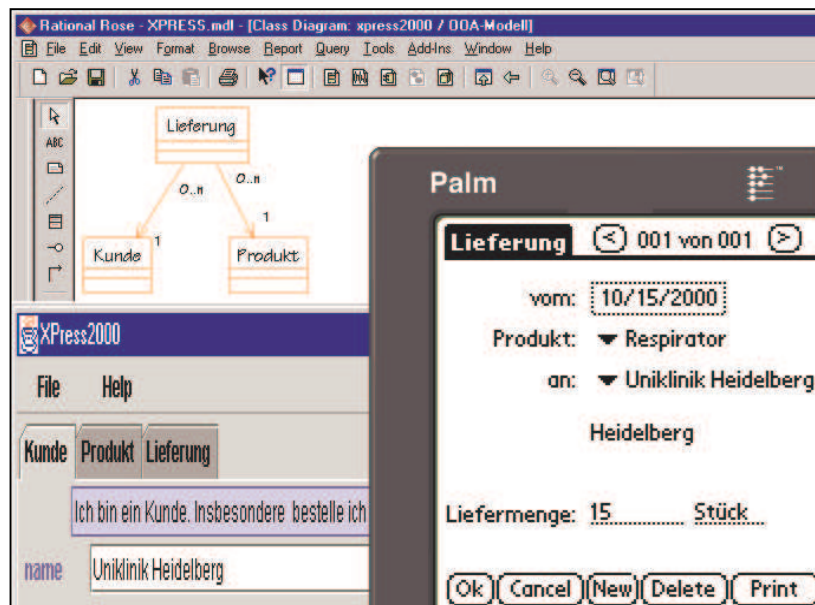 Rational Rose - XPRESS.mdl - [Class Diagram: xpress2000 / OOA-Modell]
File Edit View Format Browse Report Query Tools Add-Ins Window Help
ABC
Lieferung
0..n 0..n
1 1
Kunde Produkt
XPress2000
File Help
Kunde Produkt Lieferung
Ich bin ein Kunde. Insbesondere bestelle ich
name Uniklinik Heidelberg
Palm
Lieferung 001 von 001
vom: 10/15/2000
Produkt: Respirator
an: Uniklinik Heidelberg
Heidelberg
Liefermenge: 15 Stück
Ok Cancel New Delete Print